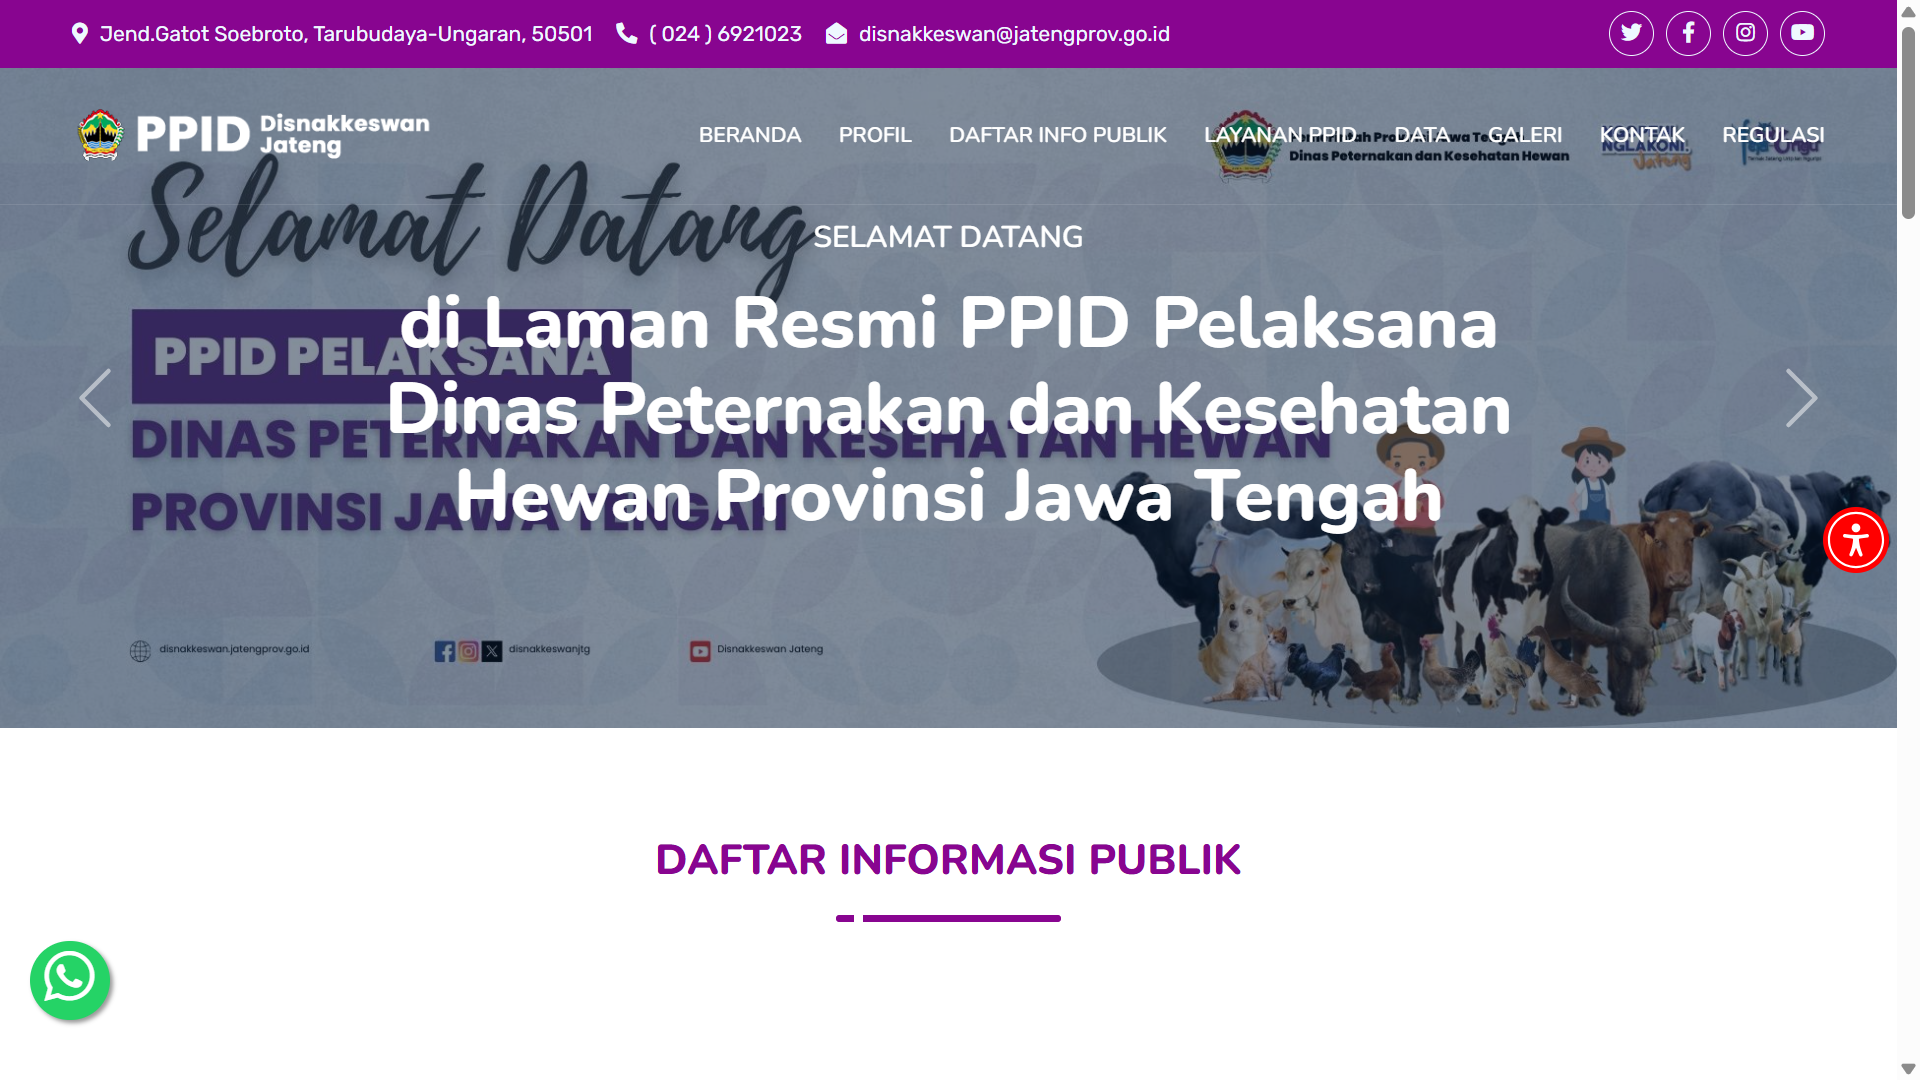 Jend.Gatot Soebroto, Tarubudaya-Ungaran, 50501
( 024 ) 6921023
disnakkeswan@jatengprov.go.id
PPID Disnakkeswan
Jateng
BERANDA
PROFIL
DAFTAR INFO PUBLIK
LAYANAN PPID
DATA
GALERI
KONTAK
REGULASI
Dinas Peternakan dan Kesehatan Hewan
NGLAKONI
Jateng
Selamat Datang
SELAMAT DATANG
di Laman Resmi PPID Pelaksana
Dinas Peternakan dan Kesehatan
Hewan Provinsi Jawa Tengah
PPID PELAKSANA
DINAS PETERNAKAN DAN KESEHATAN HEWAN
PROVINSI JAWA TENGAH
disnakkeswan.jatengprov.go.id
disnakkeswanjtg
Disnakkeswan Jateng
DAFTAR INFORMASI PUBLIK